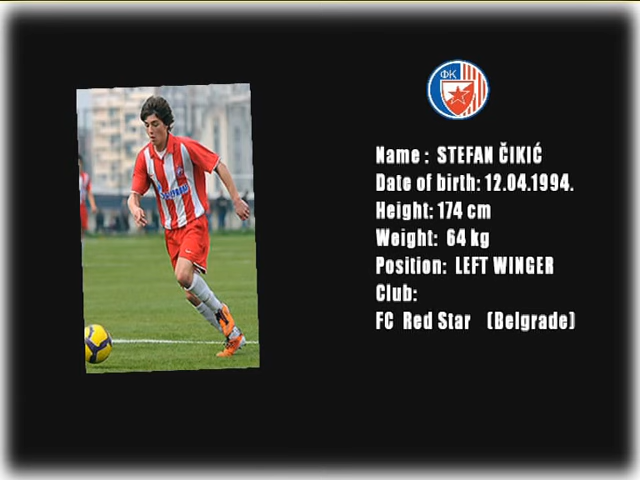 ФК
Name : STEFAN ČIKIĆ
Date of birth: 12.04.1994.
Height: 174 cm
Weight: 64 kg
Position: LEFT WINGER
Club:
FC Red Star (Belgrade)